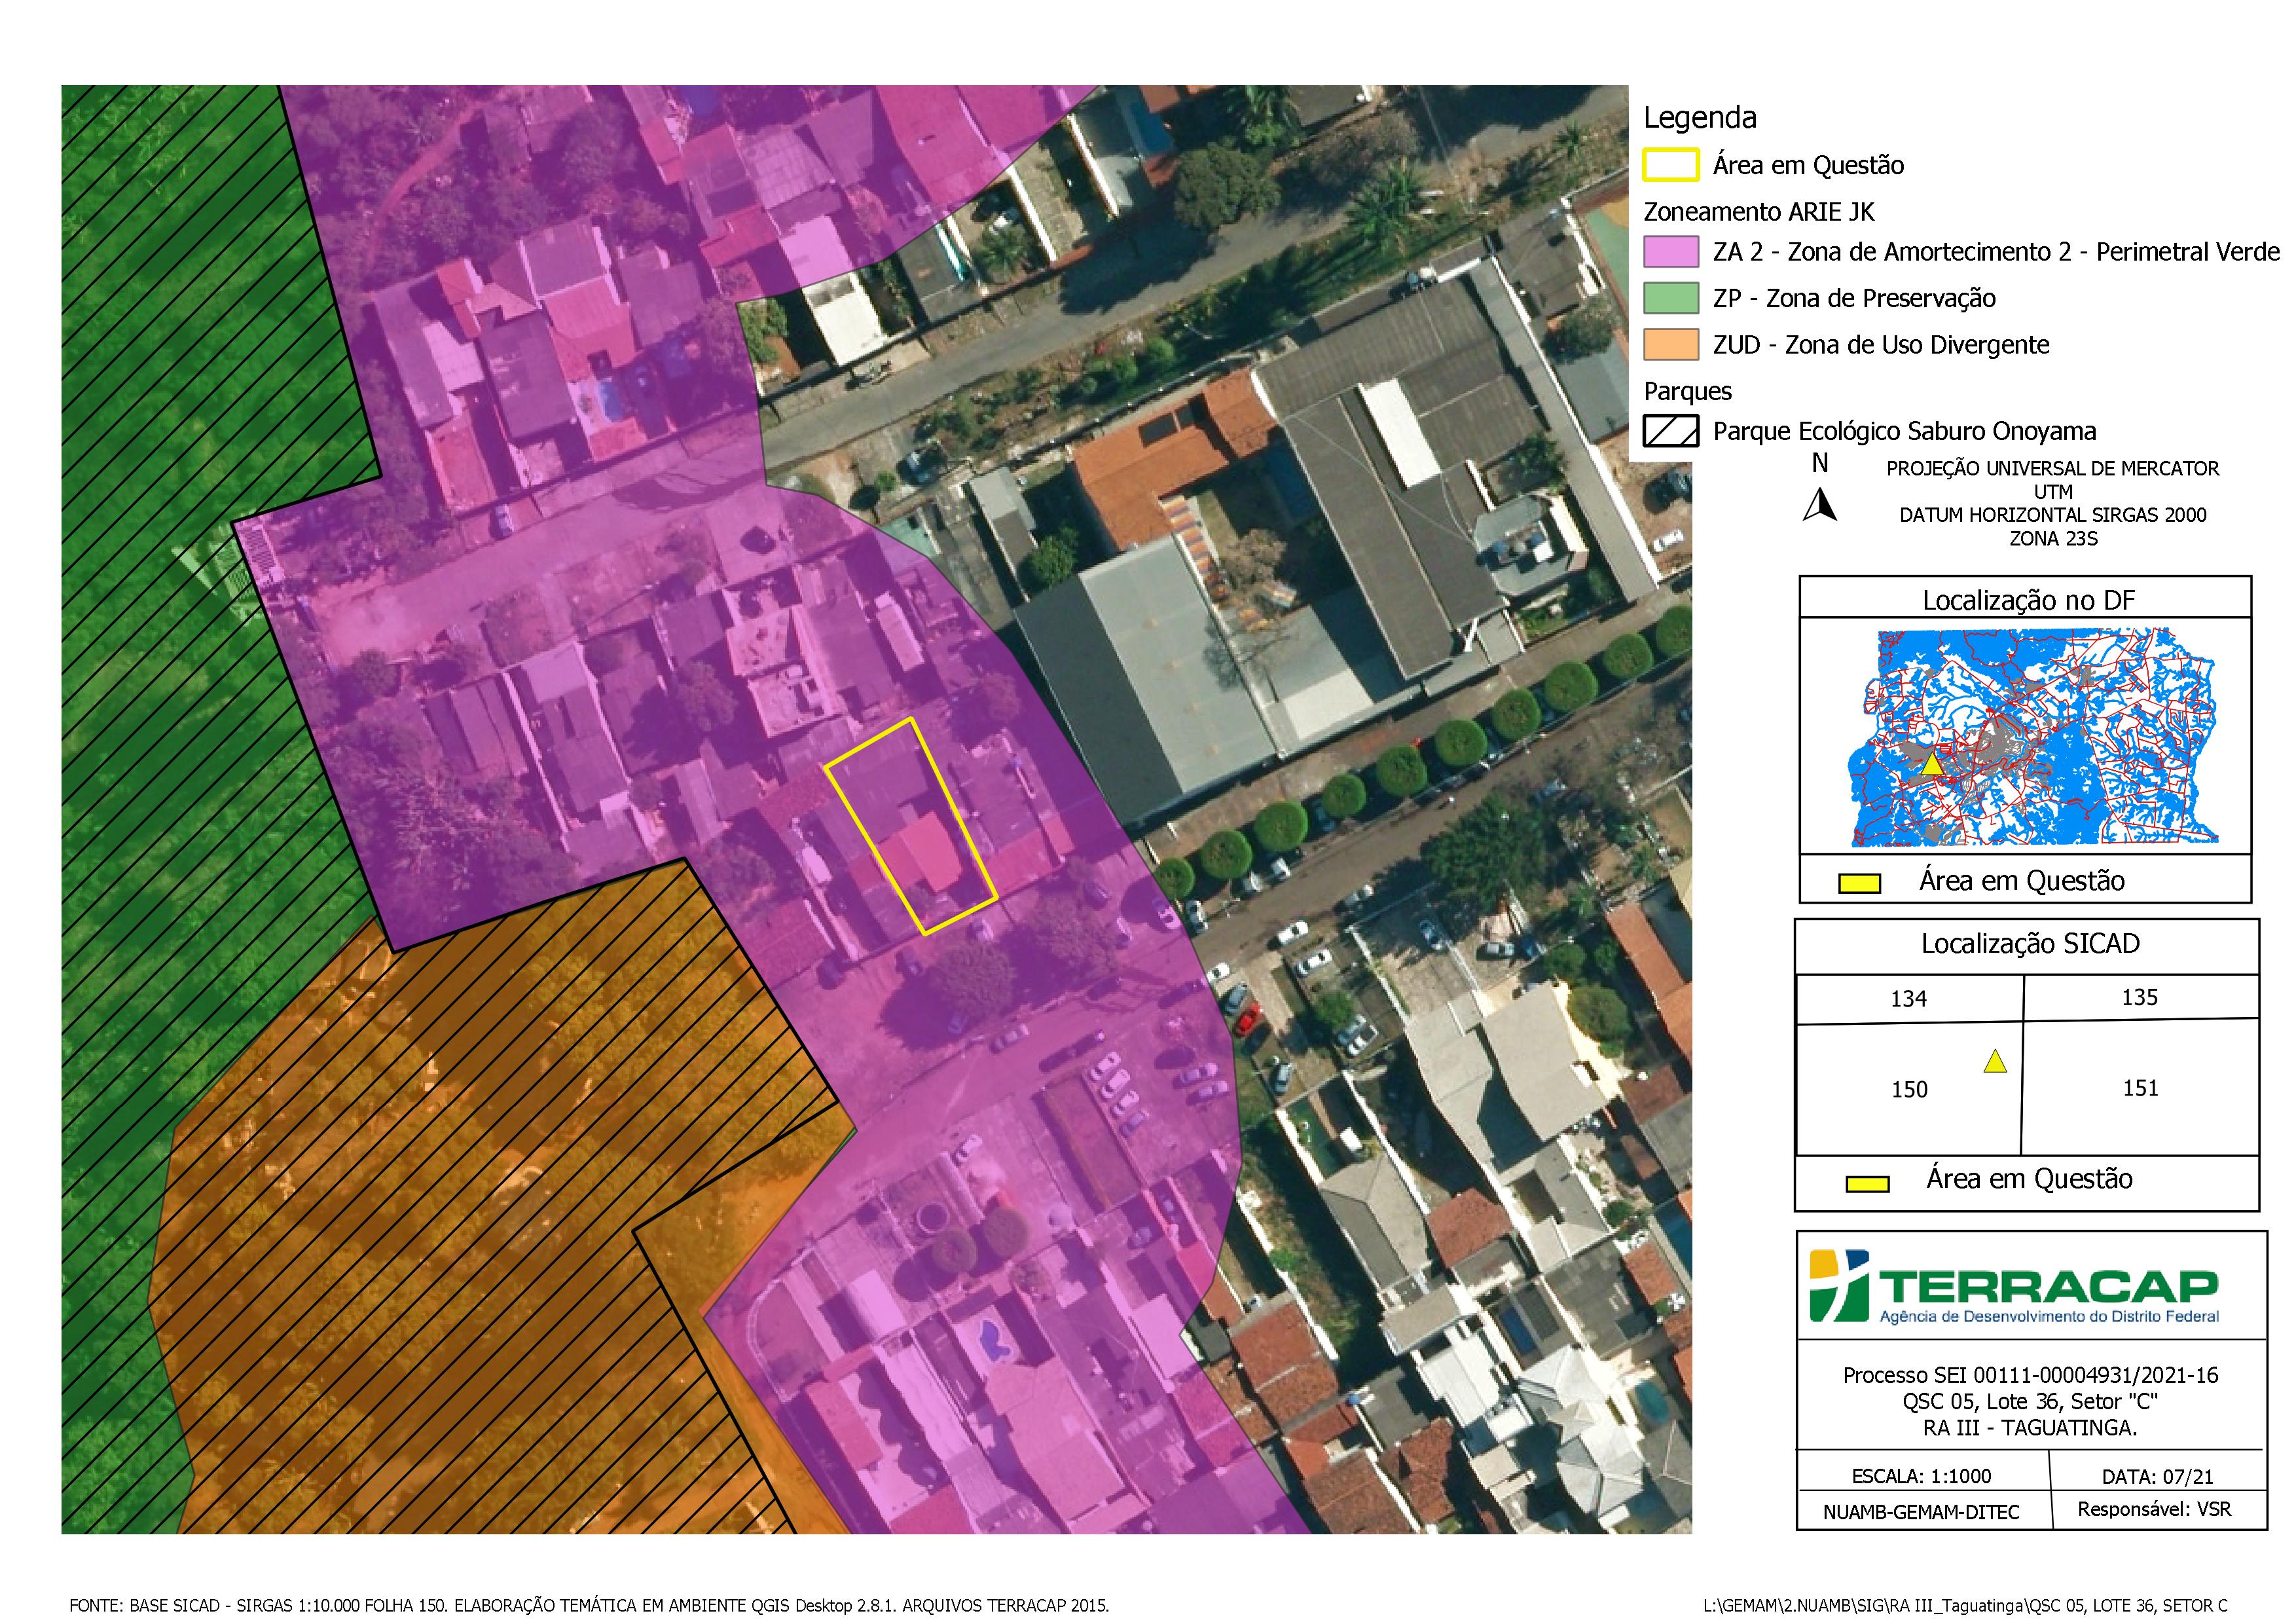 Legenda
Área em Questão
Zoneamento ARIE JK
ZA 2 - Zona de Amortecimento 2 - Perimetral Verde
ZP - Zona de Preservação
ZUD - Zona de Uso Divergente
Parques
Parque Ecológico Saburo Onoyama
N
PROJEÇÃO UNIVERSAL DE MERCATOR
UTM
DATUM HORIZONTAL SIRGAS 2000
ZONA 23S
Localização no DF
Área em Questão
Localização SICAD
134 135
150 151
Área em Questão
TERRACAP
Agência de Desenvolvimento do Distrito Federal
Processo SEI 00111-00004931/2021-16
QSC 05, Lote 36, Setor "C"
RA III - TAGUATINGA.
ESCALA: 1:1000 DATA: 07/21
NUAMB-GEMAM-DITEC Responsável: VSR
FONTE: BASE SICAD - SIRGAS 1:10.000 FOLHA 150. ELABORAÇÃO TEMÁTICA EM AMBIENTE QGIS Desktop 2.8.1. ARQUIVOS TERRACAP 2015.
L:\GEMAM\2.NUAMB\SIG\RA III_Taguatinga\QSC 05, LOTE 36, SETOR C